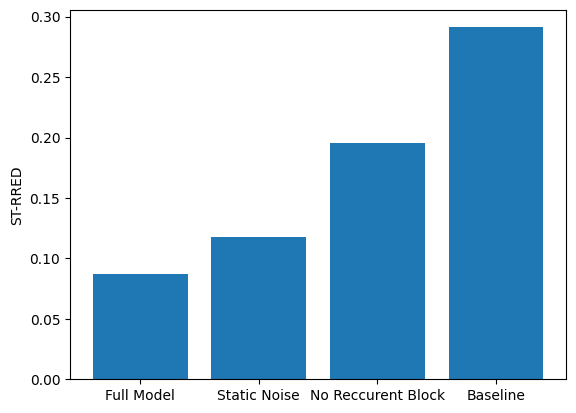 ST-RRED
0.30
0.25
0.20
0.15
0.10
0.05
0.00
Full Model
Static Noise
No Reccurent Block
Baseline